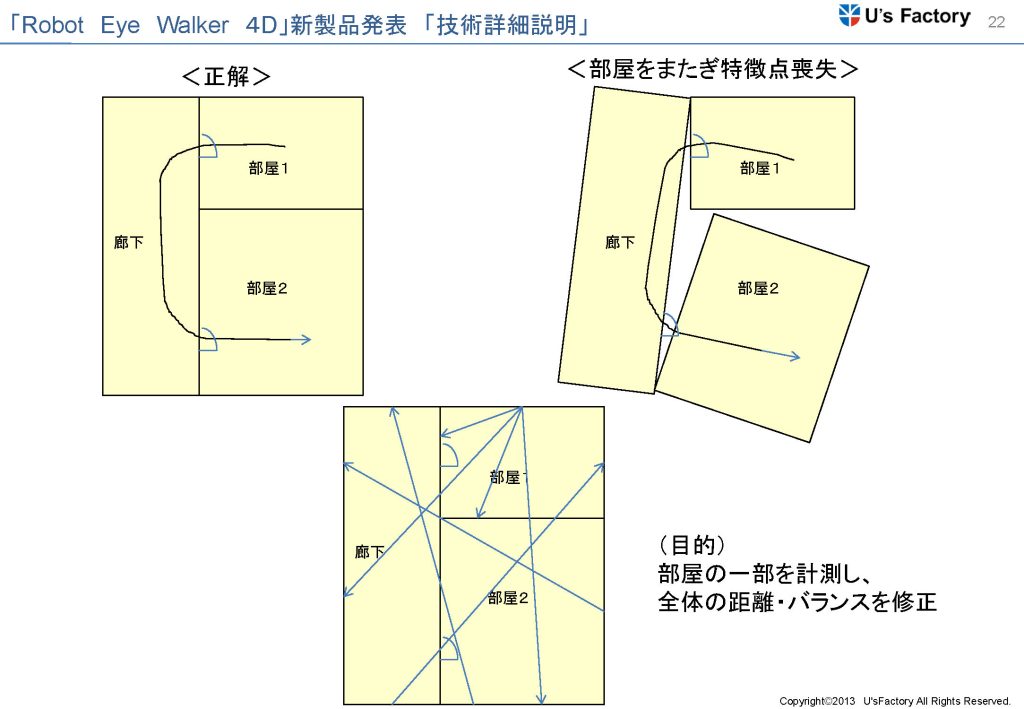 「Robot Eye Walker 4D」新製品発表 「技術詳細説明」
U's Factory
22
＜正解＞
＜部屋をまたぎ特徴点喪失＞
部屋1
廊下
部屋2
部屋1
廊下
部屋2
部屋1
廊下
部屋2
（目的）
部屋の一部を計測し、
全体の距離・バランスを修正
Copyright©2013 U'sFactory All Rights Reserved.